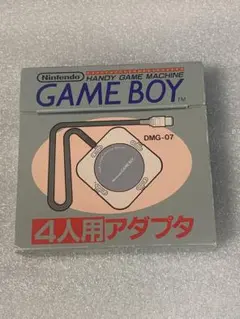 Nintendo
HANDY GAME MACHINE
GAME BOY
TM
DMG-07
4人用アダプタ